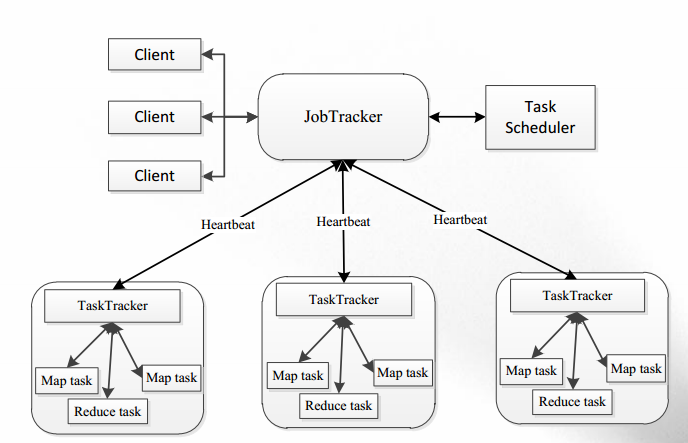 Client
Client
Client
JobTracker
Task
Scheduler
Heartbeat
Heartbeat
Heartbeat
TaskTracker
Map task
Map task
Reduce task
TaskTracker
Map task
Map task
Reduce task
TaskTracker
Map task
Map task
Reduce task